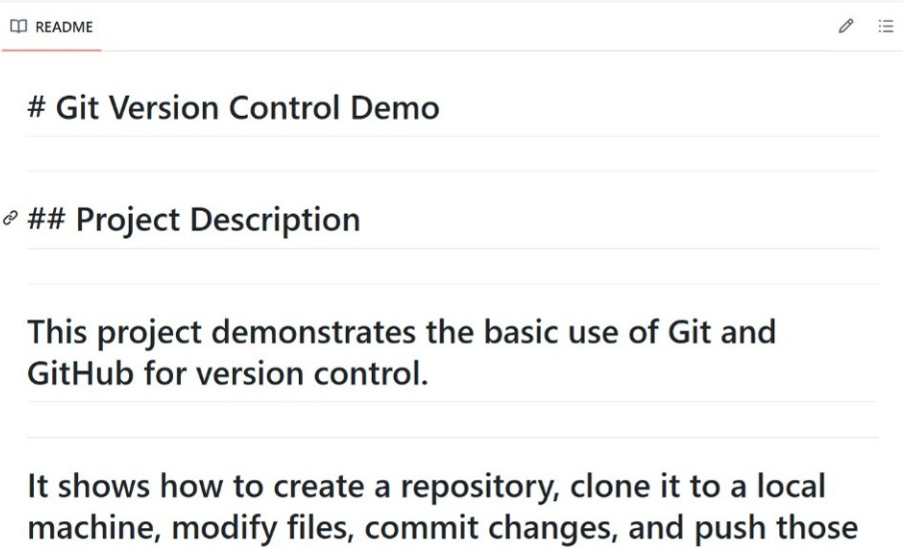 README
# Git Version Control Demo
## Project Description
This project demonstrates the basic use of Git and
GitHub for version control.
It shows how to create a repository, clone it to a local
machine, modify files, commit changes, and push those